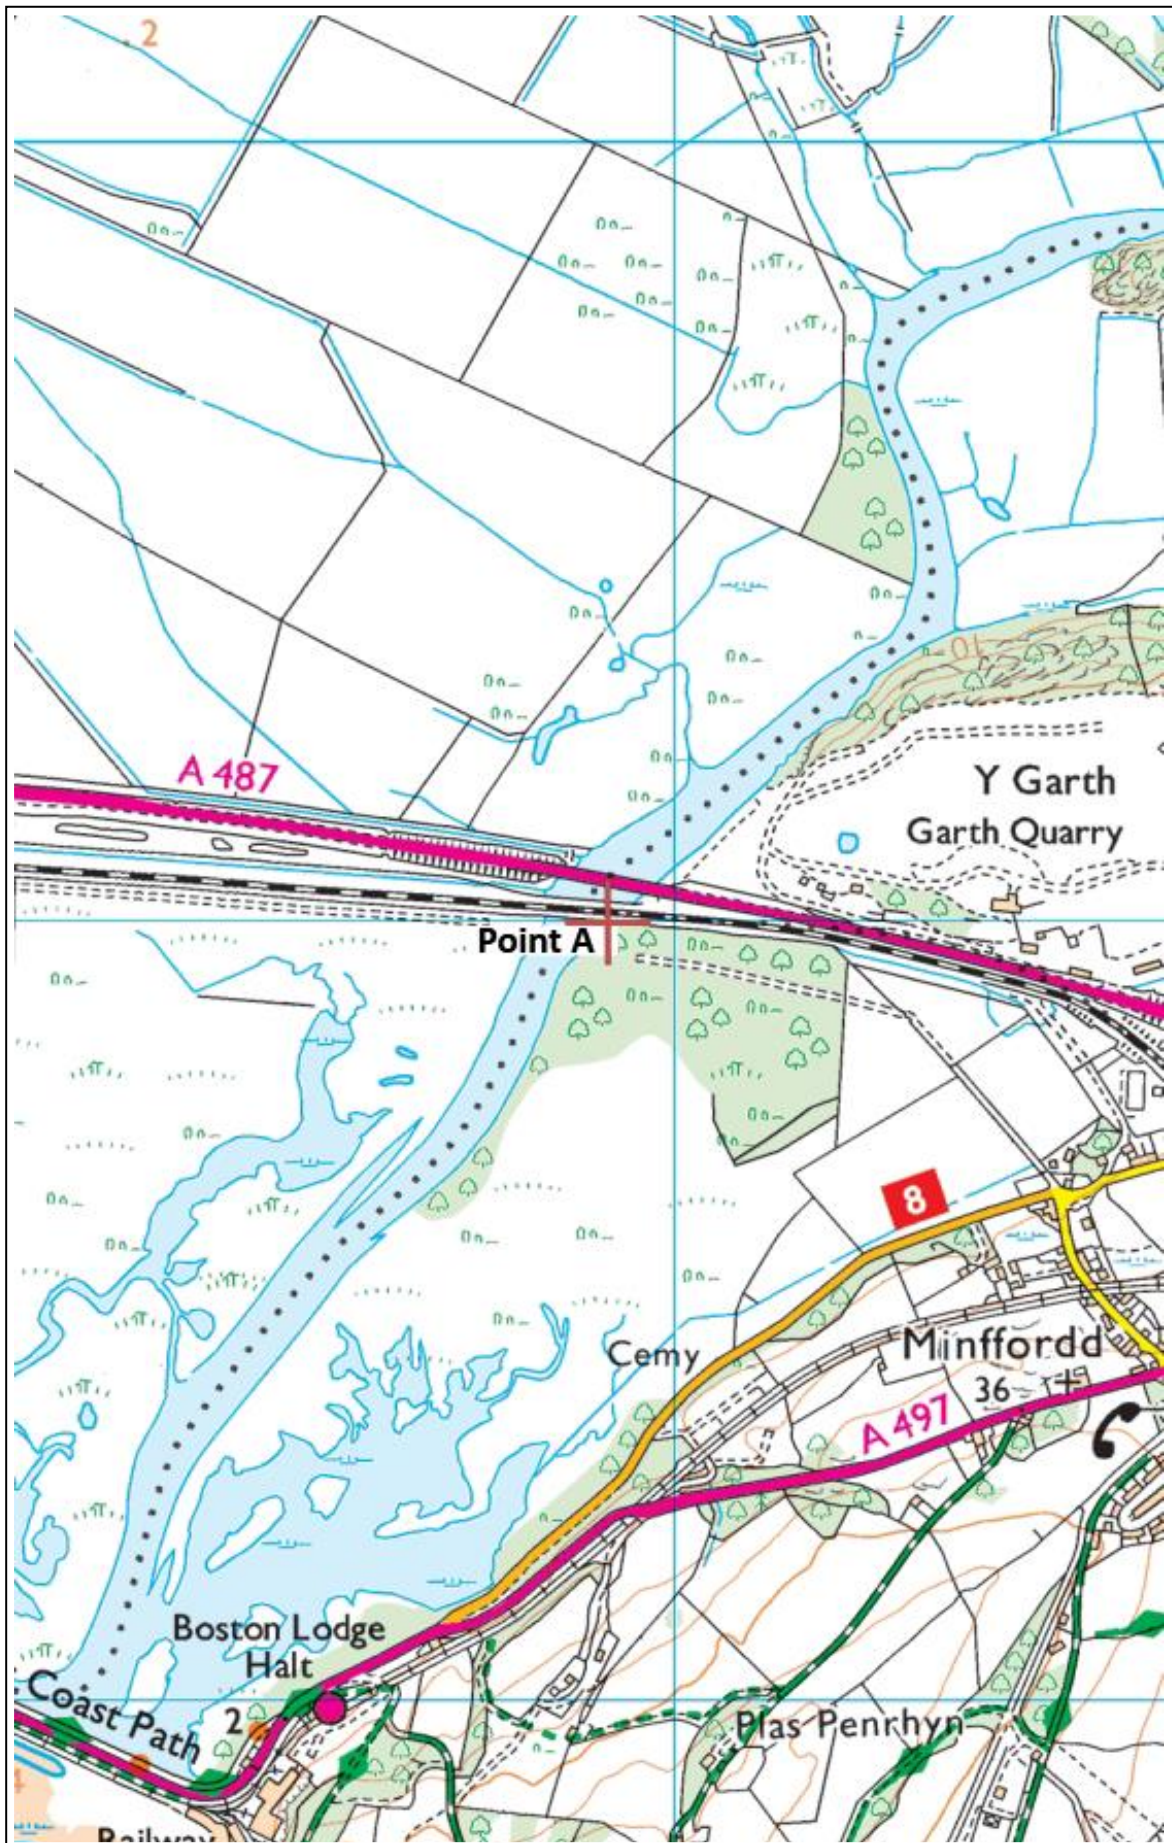 2
A 487
Y Garth
Garth Quarry
10
Point A
8
Cemy
Minffordd
36
A 497
Boston Lodge
Halt
Coast Path
2
Plas Penrhyn
4
Railway